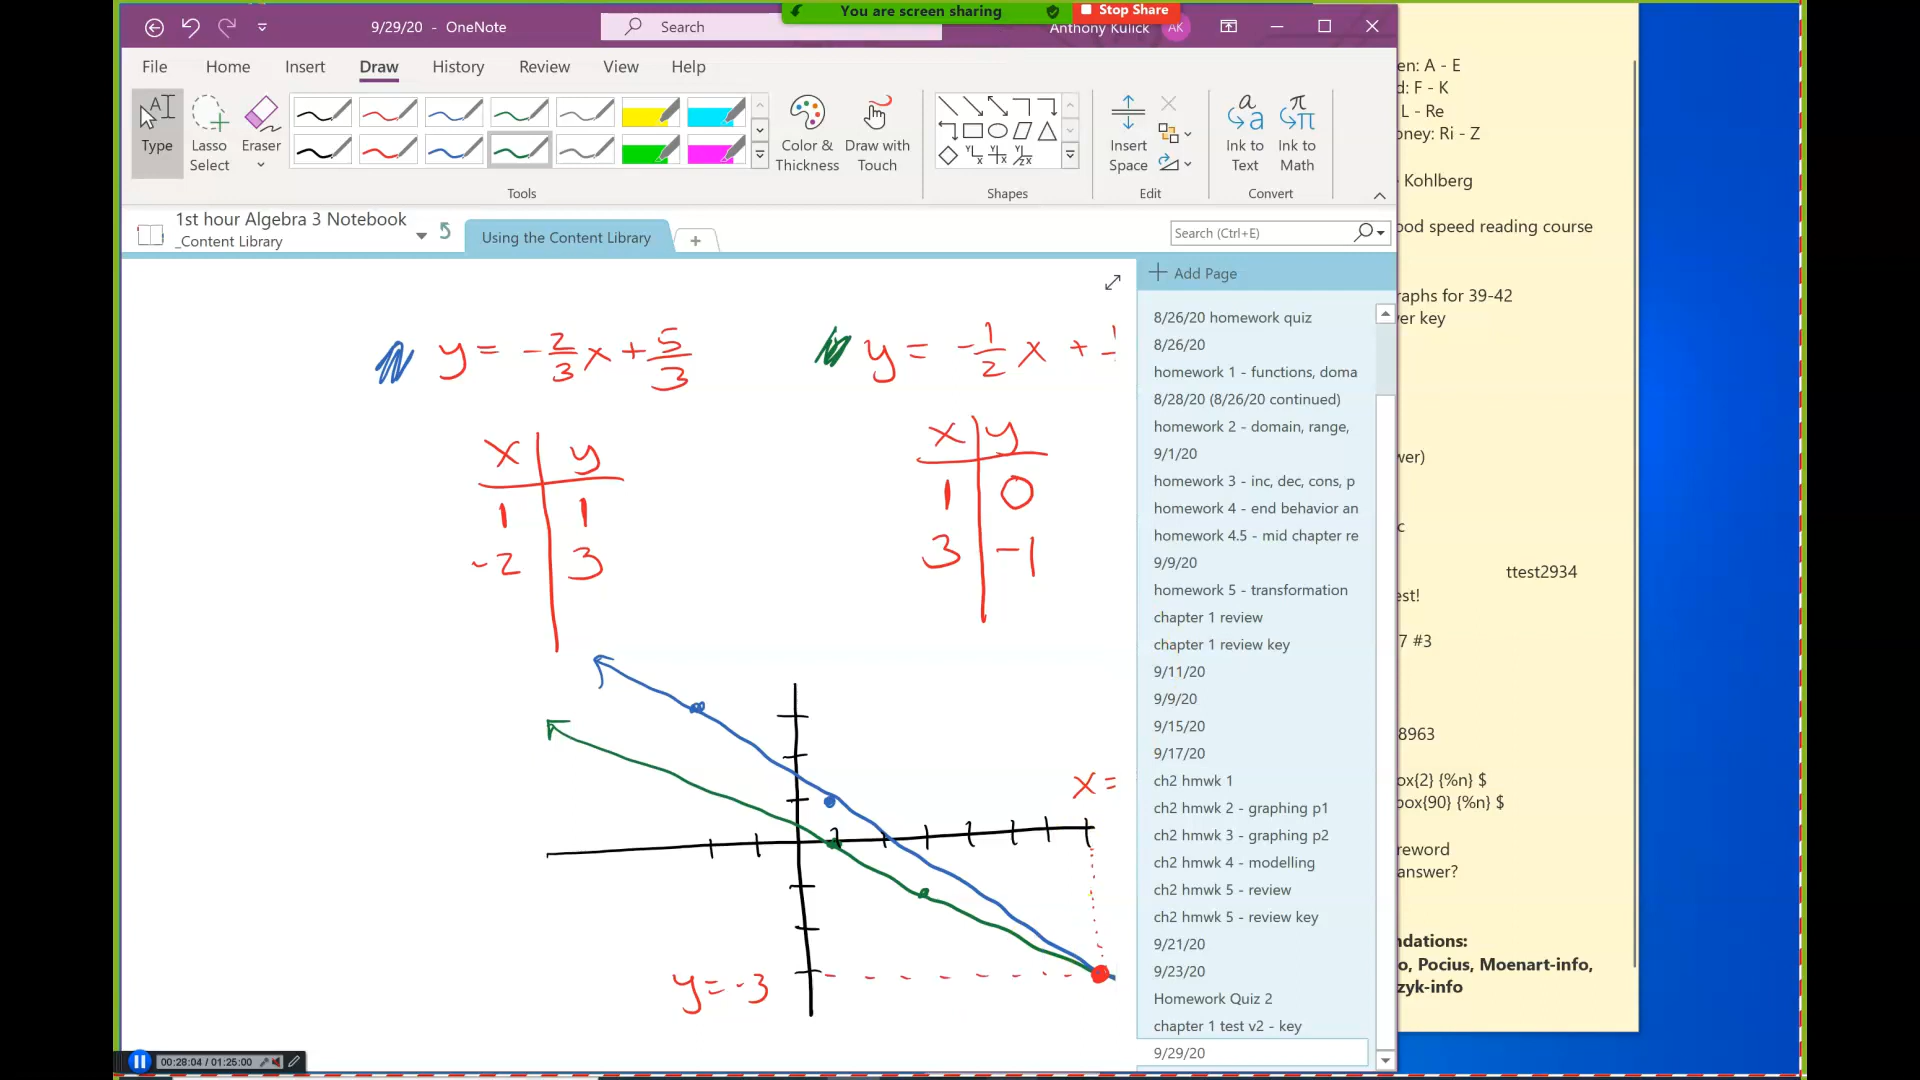 You are screen sharing
Stop Share
9/29/20 - OneNote
Search
Anthony Kulick
AK
File Home Insert Draw History Review View Help
Type
Lasso Select
Eraser
Color & Thickness
Draw with Touch
Insert Space
Ink to Text
Ink to Math
Tools
Shapes
Edit
Convert
1st hour Algebra 3 Notebook
_Content Library
Using the Content Library
Search (Ctrl+E)
y = -2/3 x + 5/3
x y
1 1
-2 3
y = -1/2 x +
x y
1 0
3 -1
x =
y = -3
Add Page
8/26/20 homework quiz
8/26/20
homework 1 - functions, doma
8/28/20 (8/26/20 continued)
homework 2 - domain, range,
9/1/20
homework 3 - inc, dec, cons, p
homework 4 - end behavior an
homework 4.5 - mid chapter re
9/9/20
homework 5 - transformation
chapter 1 review
chapter 1 review key
9/11/20
9/9/20
9/15/20
9/17/20
ch2 hmwk 1
ch2 hmwk 2 - graphing p1
ch2 hmwk 3 - graphing p2
ch2 hmwk 4 - modelling
ch2 hmwk 5 - review
ch2 hmwk 5 - review key
9/21/20
9/23/20
Homework Quiz 2
chapter 1 test v2 - key
9/29/20
en: A - E
d: F - K
L - Re
oney: Ri - Z
Kohlberg
ood speed reading course
raphs for 39-42
er key
wer)
c
ttest2934
est!
7 #3
8963
ox{2} {%n} $
box{90} {%n} $
reword
answer?
ndations:
o, Pocius, Moenart-info,
zyk-info
00:28:04 / 01:25:00